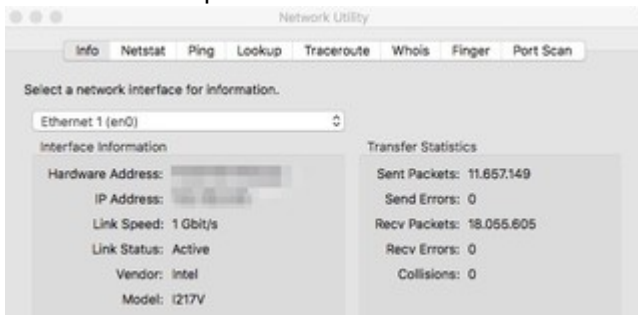 Network Utility
Info Netstat Ping Lookup Traceroute Whois Finger Port Scan
Select a network interface for information.
Ethernet 1 (en0)
Interface Information
Hardware Address:
IP Address:
Link Speed: 1 Gbit/s
Link Status: Active
Vendor: Intel
Model: I217V
Transfer Statistics
Sent Packets: 11.657.149
Send Errors: 0
Recv Packets: 18.055.605
Recv Errors: 0
Collisions: 0